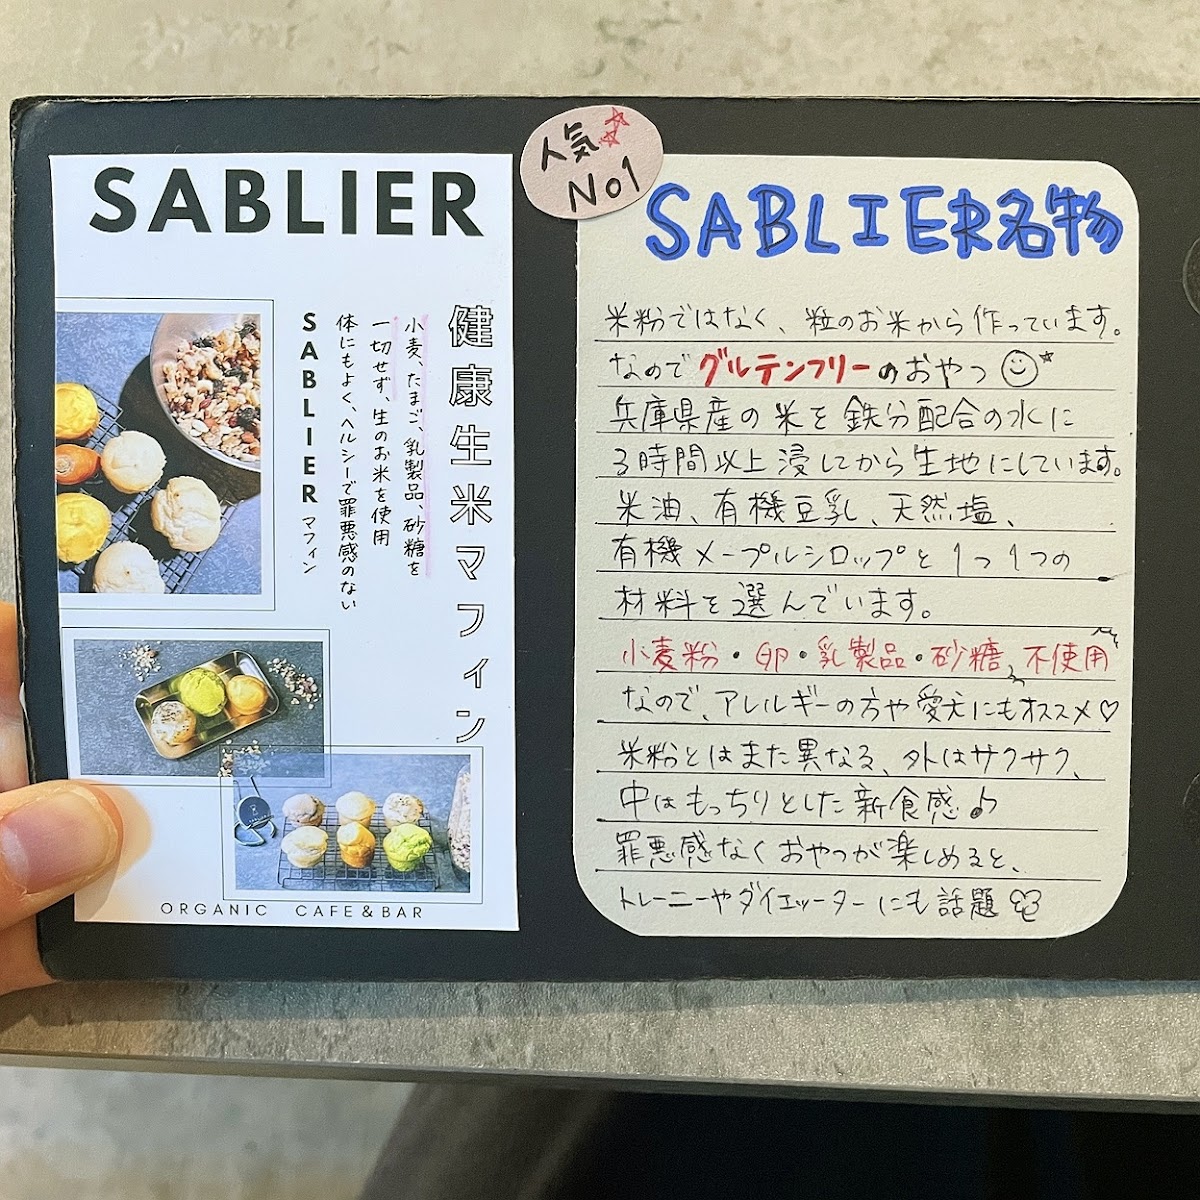 SABLIER
健康生米マフィン
小麦、たまご、乳製品、砂糖を
一切せず、生のお米を使用
体にもよく、ヘルシーで罪悪感のない
SABLIER マフィン
ORGANIC CAFE&BAR
人気
No1
SABLIER名物
米粉ではなく、粒のお米から作っています。
なのでグルテンフリーのおやつ
兵庫県産の米を鉄分配合の水に
3時間以上浸してから生地にしています。
米油、有機豆乳、天然塩、
有機メープルシロップと1つ1つの
材料を選んでいます。
小麦粉・卵・乳製品・砂糖、不使用
なので、アレルギーの方や愛犬にもオススメ♡
米粉とはまた異なる、外はサクサク、
中はもっちりとした新食感♪
罪悪感なくおやつが楽しめると、
トレーニーやダイエッターにも話題